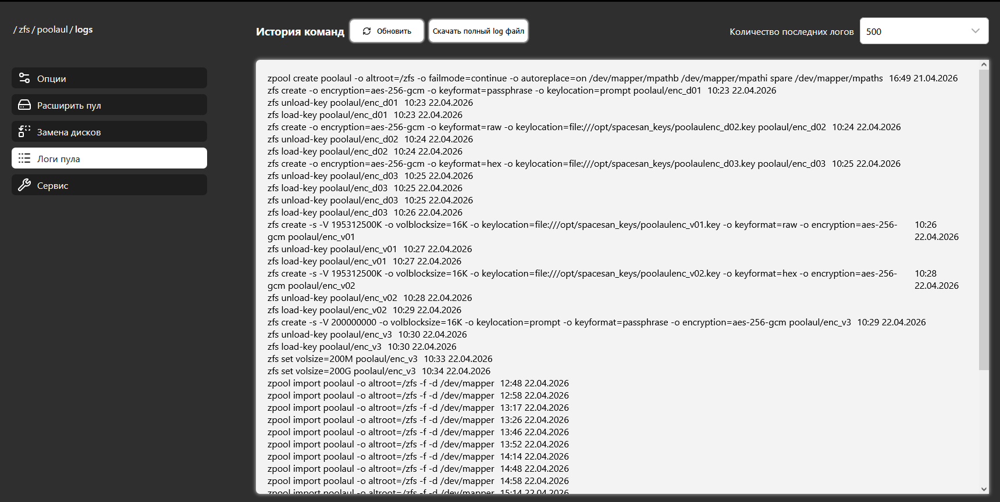 / zfs / poolaul / logs
История команд
Обновить
Скачать полный log файл
Количество последних логов
500
Опции
Расширить пул
Замена дисков
Логи пула
Сервис
zpool create poolaul -o altroot=/zfs -o failmode=continue -o autoreplace=on /dev/mapper/mpathb /dev/mapper/mpathi spare /dev/mapper/mpaths 16:49 21.04.2026
zfs create -o encryption=aes-256-gcm -o keyformat=passphrase -o keylocation=prompt poolaul/enc_d01 10:23 22.04.2026
zfs unload-key poolaul/enc_d01 10:23 22.04.2026
zfs load-key poolaul/enc_d01 10:23 22.04.2026
zfs create -o encryption=aes-256-gcm -o keyformat=raw -o keylocation=file:///opt/spacesan_keys/poolaulenc_d02.key poolaul/enc_d02 10:24 22.04.2026
zfs unload-key poolaul/enc_d02 10:24 22.04.2026
zfs load-key poolaul/enc_d02 10:24 22.04.2026
zfs create -o encryption=aes-256-gcm -o keyformat=hex -o keylocation=file:///opt/spacesan_keys/poolaulenc_d03.key poolaul/enc_d03 10:25 22.04.2026
zfs unload-key poolaul/enc_d03 10:25 22.04.2026
zfs load-key poolaul/enc_d03 10:25 22.04.2026
zfs unload-key poolaul/enc_d03 10:25 22.04.2026
zfs load-key poolaul/enc_d03 10:26 22.04.2026
zfs create -s -V 195312500K -o volblocksize=16K -o keylocation=file:///opt/spacesan_keys/poolaulenc_v01.key -o keyformat=raw -o encryption=aes-256- 10:26
gcm poolaul/enc_v01 22.04.2026
zfs unload-key poolaul/enc_v01 10:27 22.04.2026
zfs load-key poolaul/enc_v01 10:27 22.04.2026
zfs create -s -V 195312500K -o volblocksize=16K -o keylocation=file:///opt/spacesan_keys/poolaulenc_v02.key -o keyformat=hex -o encryption=aes-256- 10:28
gcm poolaul/enc_v02 22.04.2026
zfs unload-key poolaul/enc_v02 10:28 22.04.2026
zfs load-key poolaul/enc_v02 10:29 22.04.2026
zfs create -s -V 200000000 -o volblocksize=16K -o keylocation=prompt -o keyformat=passphrase -o encryption=aes-256-gcm poolaul/enc_v3 10:29 22.04.2026
zfs unload-key poolaul/enc_v3 10:30 22.04.2026
zfs load-key poolaul/enc_v3 10:30 22.04.2026
zfs set volsize=200M poolaul/enc_v3 10:33 22.04.2026
zfs set volsize=200G poolaul/enc_v3 10:34 22.04.2026
zpool import poolaul -o altroot=/zfs -f -d /dev/mapper 12:48 22.04.2026
zpool import poolaul -o altroot=/zfs -f -d /dev/mapper 12:58 22.04.2026
zpool import poolaul -o altroot=/zfs -f -d /dev/mapper 13:17 22.04.2026
zpool import poolaul -o altroot=/zfs -f -d /dev/mapper 13:26 22.04.2026
zpool import poolaul -o altroot=/zfs -f -d /dev/mapper 13:46 22.04.2026
zpool import poolaul -o altroot=/zfs -f -d /dev/mapper 13:52 22.04.2026
zpool import poolaul -o altroot=/zfs -f -d /dev/mapper 14:14 22.04.2026
zpool import poolaul -o altroot=/zfs -f -d /dev/mapper 14:48 22.04.2026
zpool import poolaul -o altroot=/zfs -f -d /dev/mapper 14:58 22.04.2026
zpool import poolaul -o altroot=/zfs -f -d /dev/mapper 15:14 22.04.2026